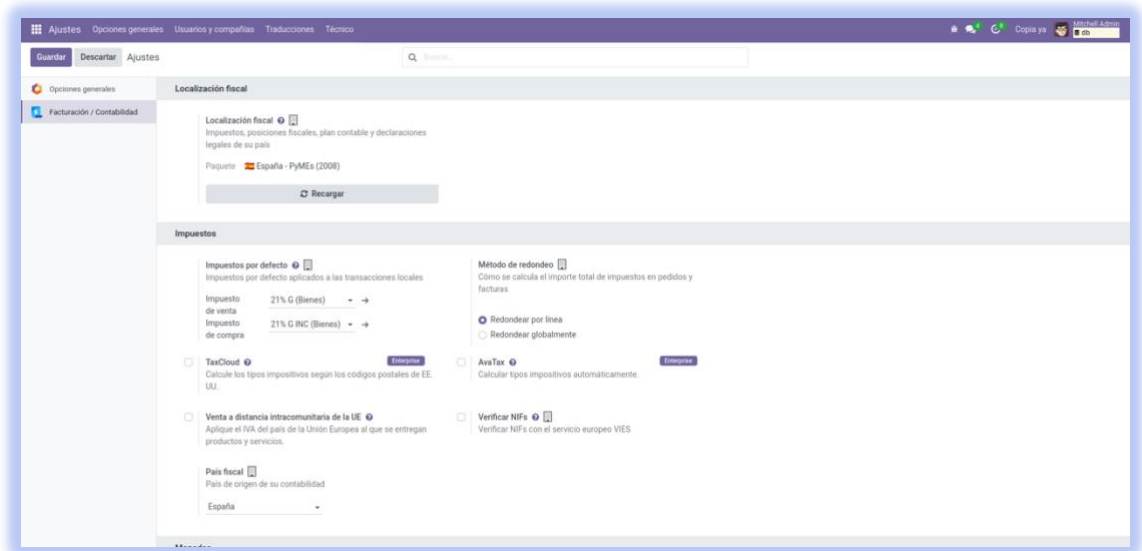 Ajustes Opciones generales Usuarios y compañías Traducciones Técnico
4 6 Copia ya Mitchell Admin
db
Guardar Descartar Ajustes Buscar...
Opciones generales
Facturación / Contabilidad
Localización fiscal
Localización fiscal
Impuestos, posiciones fiscales, plan contable y declaraciones
legales de su país
Paquete España - PyMEs (2008)
Recargar
Impuestos
Impuestos por defecto
Impuestos por defecto aplicados a las transacciones locales
Impuesto
de venta
21% G (Bienes)
Impuesto
de compra
21% G INC (Bienes)
Método de redondeo
Cómo se calcula el importe total de impuestos en pedidos y
facturas
Redondear por línea
Redondear globalmente
TaxCloud Enterprise
Calcule los tipos impositivos según los códigos postales de EE.
UU.
AvaTax Enterprise
Calcular tipos impositivos automáticamente.
Venta a distancia intracomunitaria de la UE
Aplique el IVA del país de la Unión Europea al que se entregan
productos y servicios.
Verificar NIFs
Verificar NIFs con el servicio europeo VIES
País fiscal
País de origen de su contabilidad
España
Monedas